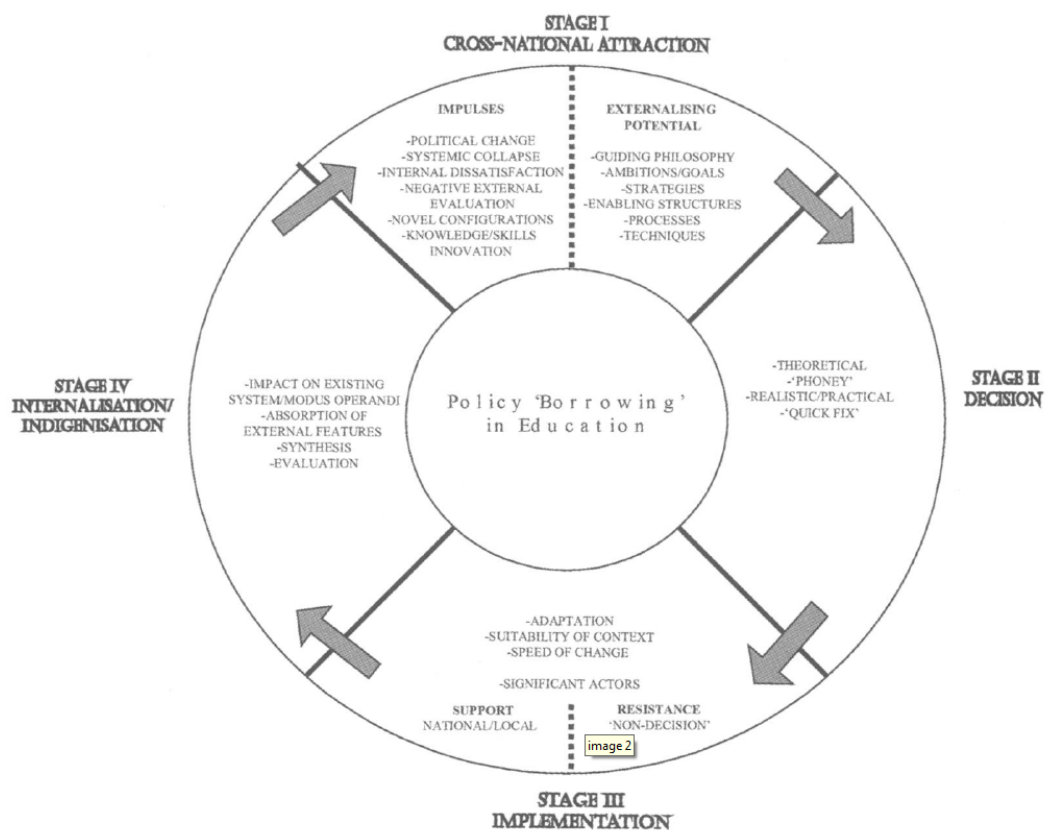 STAGE I
CROSS-NATIONAL ATTRACTION
IMPULSES
-POLITICAL CHANGE
-SYSTEMIC COLLAPSE
-INTERNAL DISSATISFACTION
-NEGATIVE EXTERNAL
EVALUATION
-NOVEL CONFIGURATIONS
-KNOWLEDGE/SKILLS
INNOVATION
EXTERNALISING
POTENTIAL
-GUIDING PHILOSOPHY
-AMBITIONS/GOALS
-STRATEGIES
-ENABLING STRUCTURES
-PROCESSES
-TECHNIQUES
-THEORETICAL
-'PHONEY'
-REALISTIC/PRACTICAL
-'QUICK FIX'
STAGE II
DECISION
Policy 'Borrowing'
in Education
STAGE IV
INTERNALISATION/
INDIGENISATION
-IMPACT ON EXISTING
SYSTEM/MODUS OPERANDI
-ABSORPTION OF
EXTERNAL FEATURES
-SYNTHESIS
-EVALUATION
-ADAPTATION
-SUITABILITY OF CONTEXT
-SPEED OF CHANGE
-SIGNIFICANT ACTORS
SUPPORT
NATIONAL/LOCAL
RESISTANCE
'NON-DECISION'
image 2
STAGE III
IMPLEMENTATION